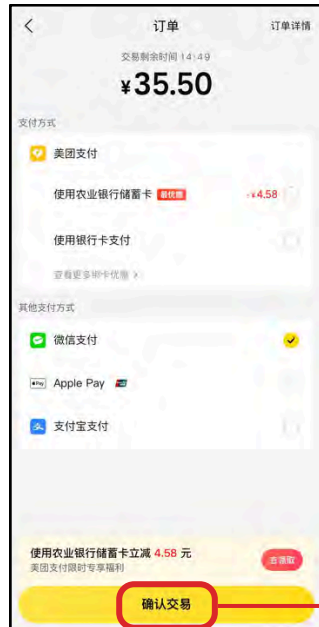 订单 订单详情
交易剩余时间 14:49
¥35.50
支付方式
美团支付
使用农业银行储蓄卡 最优惠 -¥4.58
使用银行卡支付
查看更多绑卡优惠 >
其他支付方式
微信支付
Pay Apple Pay
支付宝支付
使用农业银行储蓄卡立减 4.58 元
去领取
美团支付限时专享福利
确认交易